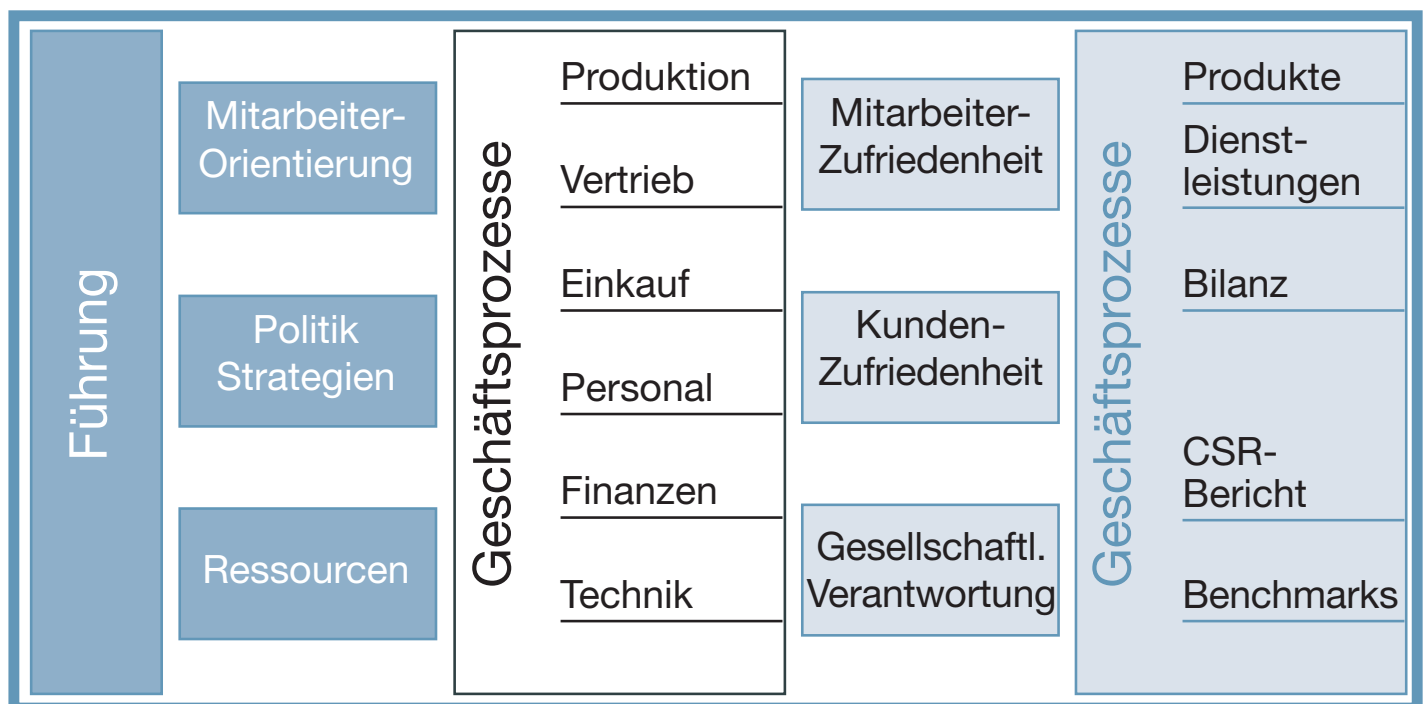 Führung
Mitarbeiter-
Orientierung
Politik
Strategien
Ressourcen
Geschäftsprozesse
Produktion
Vertrieb
Einkauf
Personal
Finanzen
Technik
Mitarbeiter-
Zufriedenheit
Kunden-
Zufriedenheit
Gesellschaftl.
Verantwortung
Geschäftsprozesse
Produkte
Dienst-
leistungen
Bilanz
CSR-
Bericht
Benchmarks